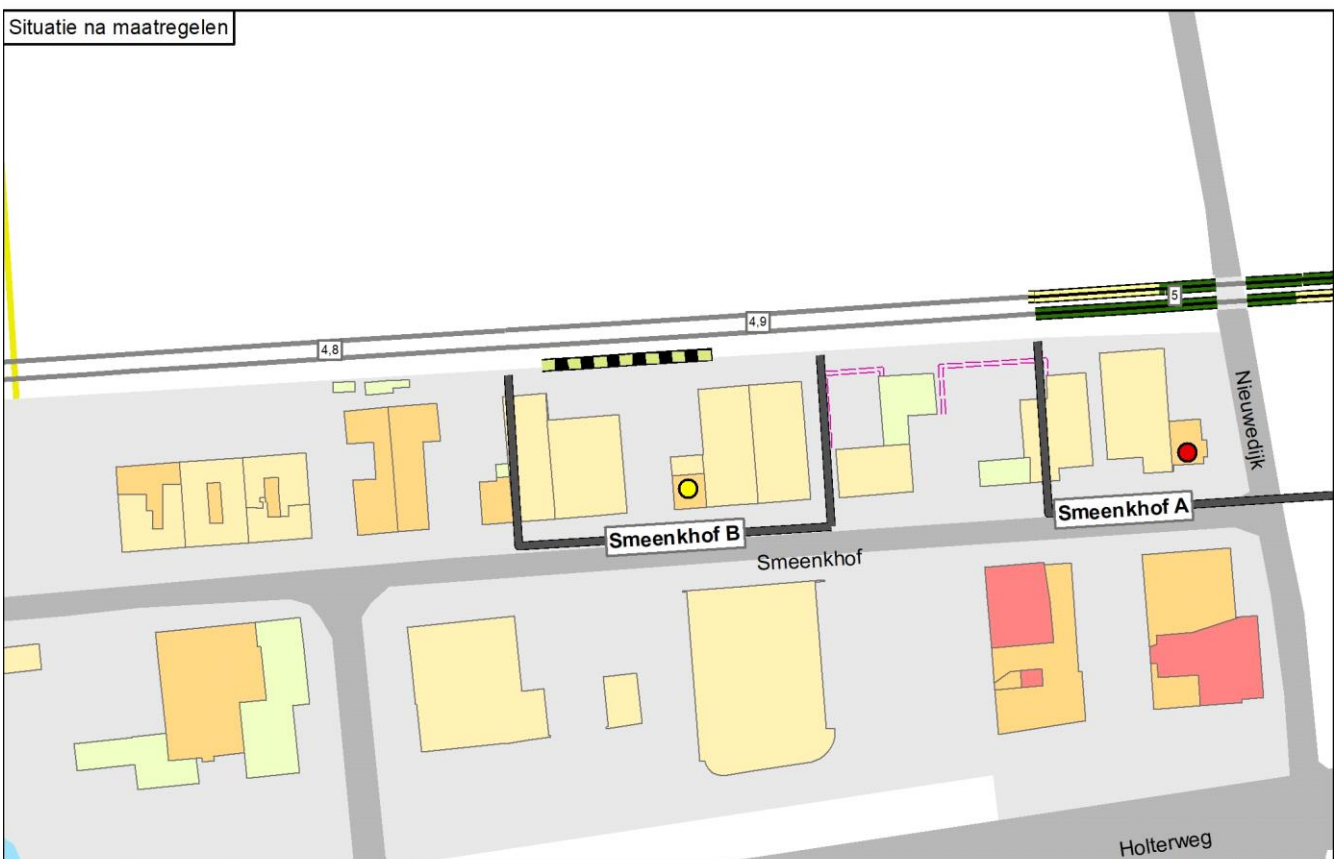 Situatie na maatregelen
5
4,9
4,8
Nieuwedijk
Smeenkhof A
Smeenkhof B
Smeenkhof
Holterweg